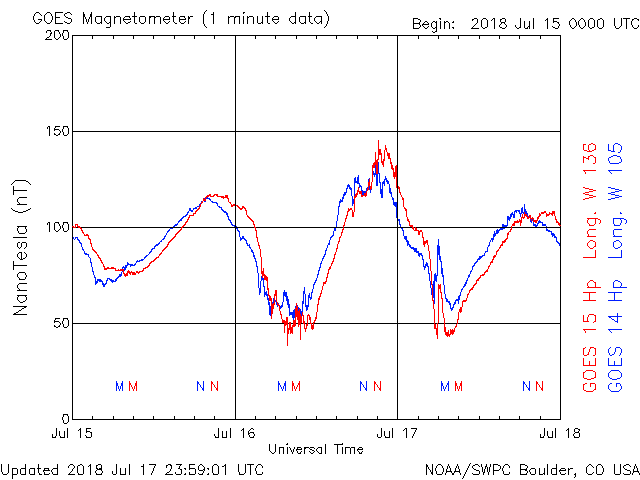 GOES Magnetometer (1 minute data)
Begin: 2018 Jul 15 0000 UTC
200
150
100
50
0
NanoTesla (nT)
M M N N M M N N M M N N
Jul 15 Jul 16 Jul 17 Jul 18
Universal Time
GOES 15 Hp Long. W 136
GOES 14 Hp Long. W 105
Updated 2018 Jul 17 23:59:01 UTC
NOAA/SWPC Boulder, CO USA